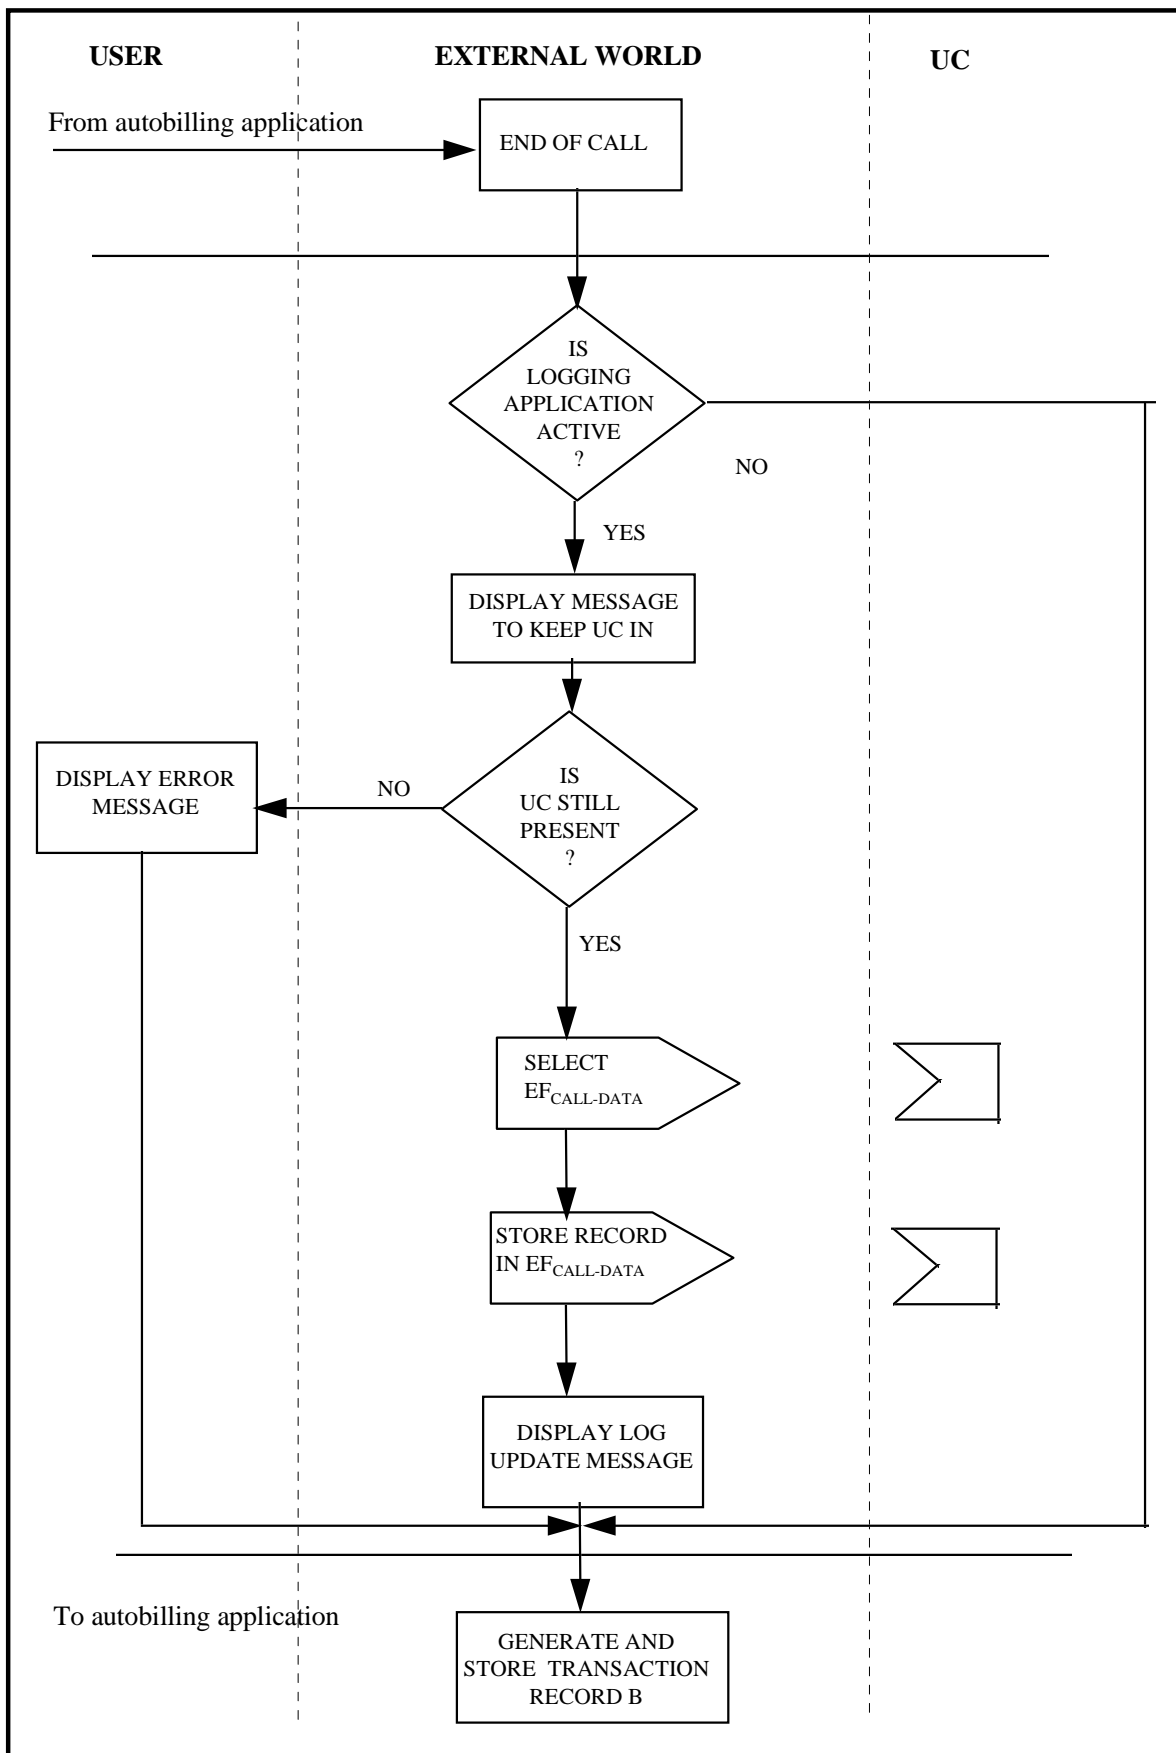 USER
EXTERNAL WORLD
UC
From autobilling application
END OF CALL
IS
LOGGING
APPLICATION
ACTIVE
?
NO
YES
DISPLAY MESSAGE
TO KEEP UC IN
DISPLAY ERROR
MESSAGE
NO
IS
UC STILL
PRESENT
?
YES
SELECT
EFCALL-DATA
STORE RECORD
IN EFCALL-DATA
DISPLAY LOG
UPDATE MESSAGE
To autobilling application
GENERATE AND
STORE TRANSACTION
RECORD B